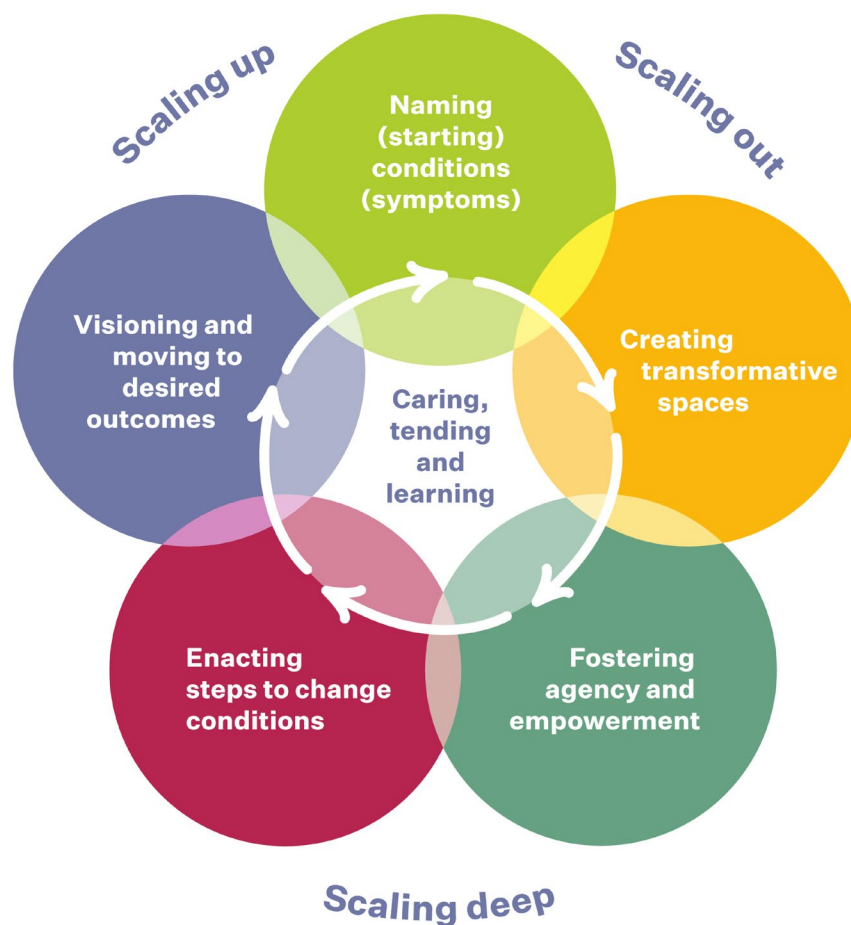 Scaling up
Scaling out
Naming
(starting)
conditions
(symptoms)
Visioning and
moving to
desired
outcomes
Creating
transformative
spaces
Caring,
tending
and
learning
Enacting
steps to change
conditions
Fostering
agency and
empowerment
Scaling deep